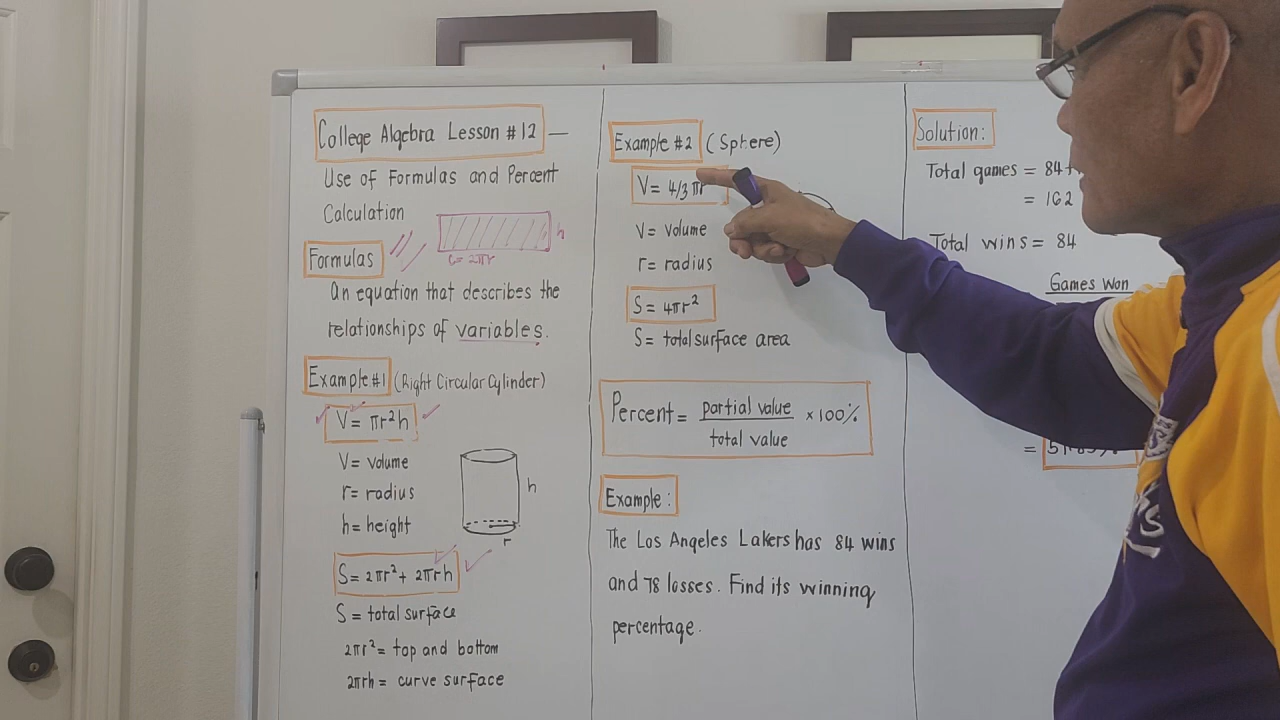 College Algebra Lesson #12 —
Use of Formulas and Percent
Calculation
h
C = 2πr
Formulas
An equation that describes the
relationships of variables.
Example #1 (Right Circular Cylinder)
V = πr²h
V = volume
r = radius
h = height
h
r
S = 2πr² + 2πrh
S = total surface
2πr² = top and bottom
2πrh = curve surface
Example #2 (Sphere)
V = 4/3 πr
V = volume
r = radius
S = 4πr²
S = total surface area
Percent = partial value / total value × 100%
Example:
The Los Angeles Lakers has 84 wins
and 78 losses. Find its winning
percentage.
Solution:
Total games = 84 +
= 162
Total wins = 84
Games Won
=